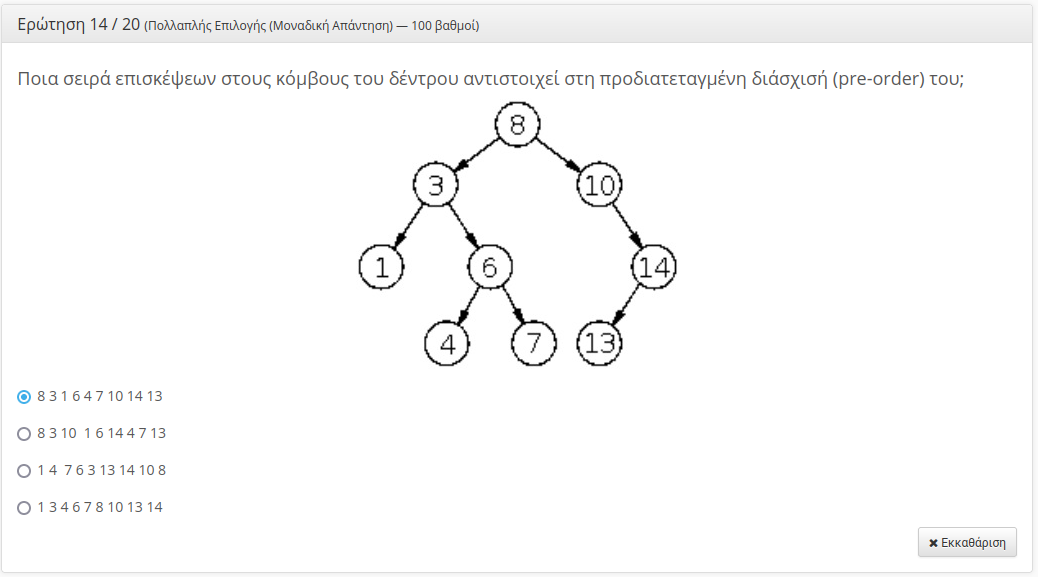 Ερώτηση 14 / 20 (Πολλαπλής Επιλογής (Μοναδική Απάντηση) — 100 βαθμοί)
Ποια σειρά επισκέψεων στους κόμβους του δέντρου αντιστοιχεί στη προδιατεταγμένη διάσχισή (pre-order) του;
8
3 10
1 6 14
4 7 13
8 3 1 6 4 7 10 14 13
8 3 10 1 6 14 4 7 13
1 4 7 6 3 13 14 10 8
1 3 4 6 7 8 10 13 14
✖ Εκκαθάριση